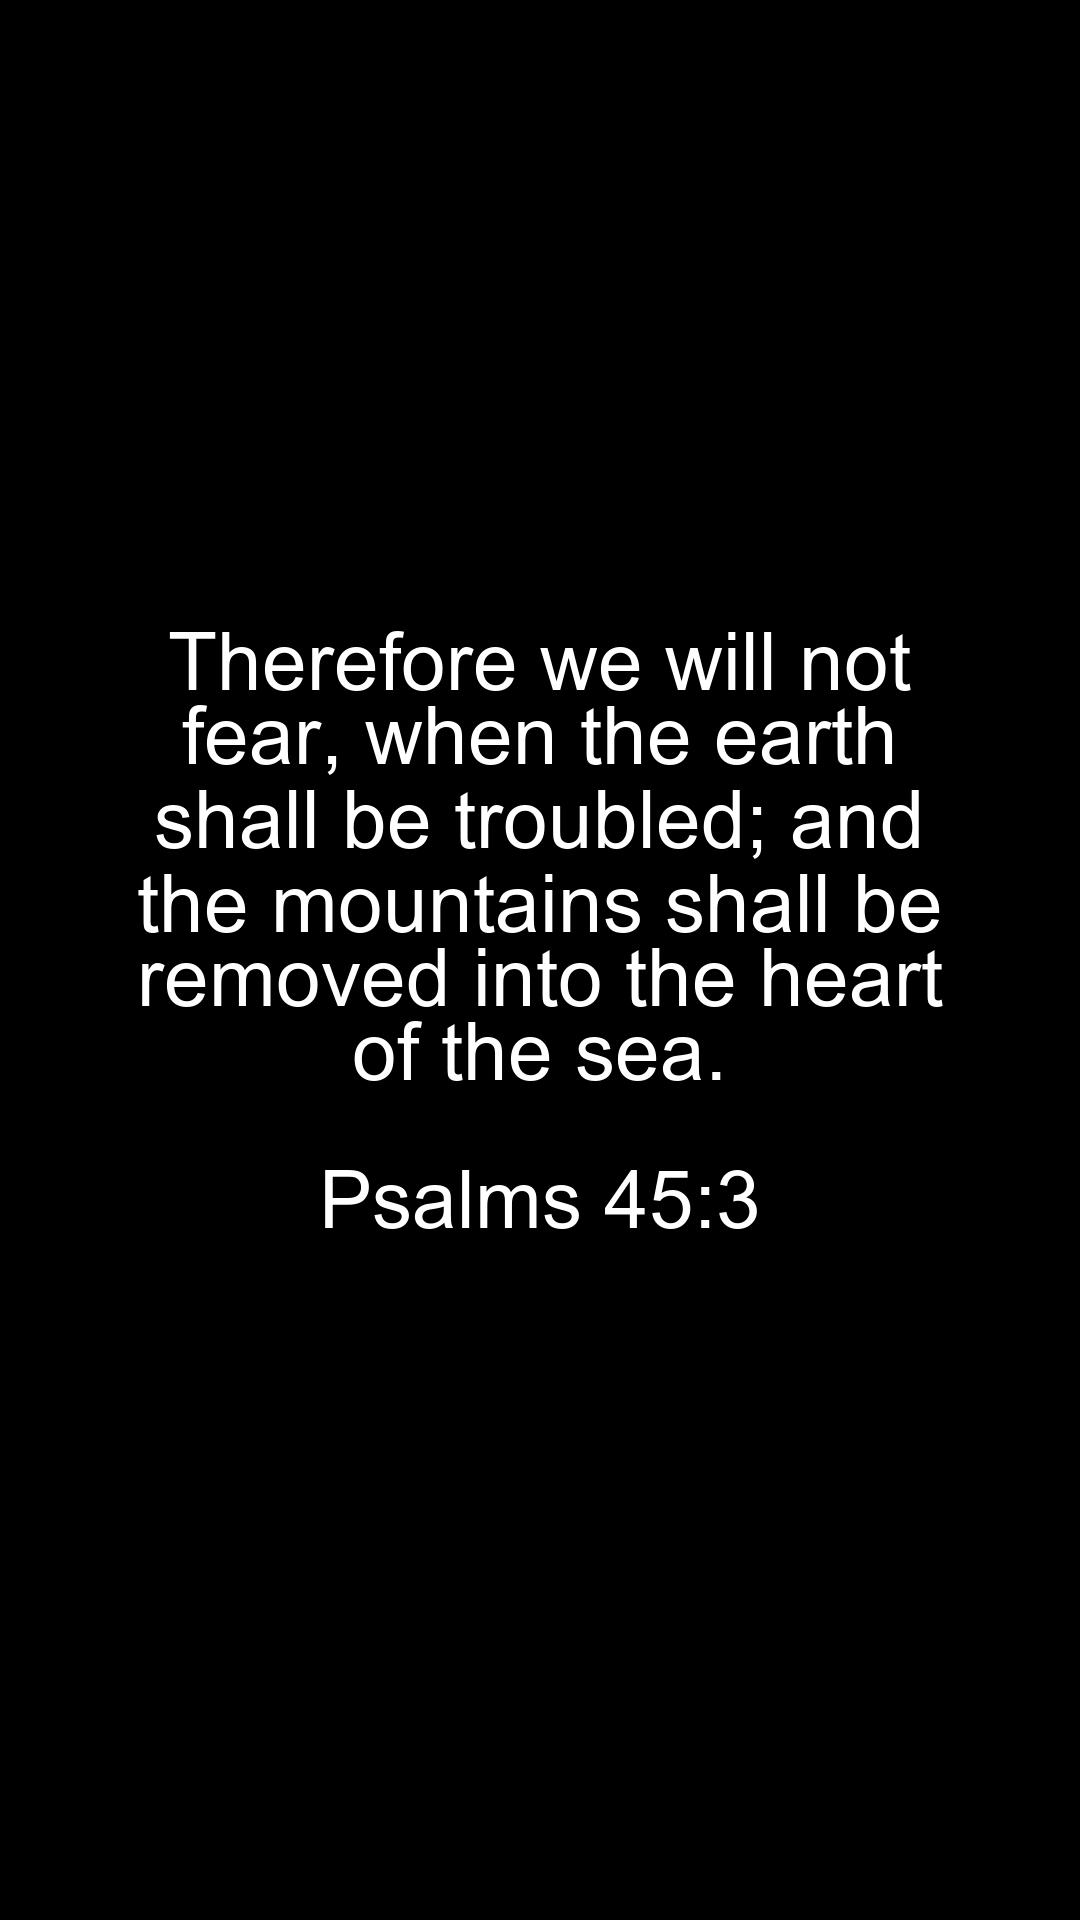 Therefore we will not
fear, when the earth
shall be troubled; and
the mountains shall be
removed into the heart
of the sea.
Psalms 45:3